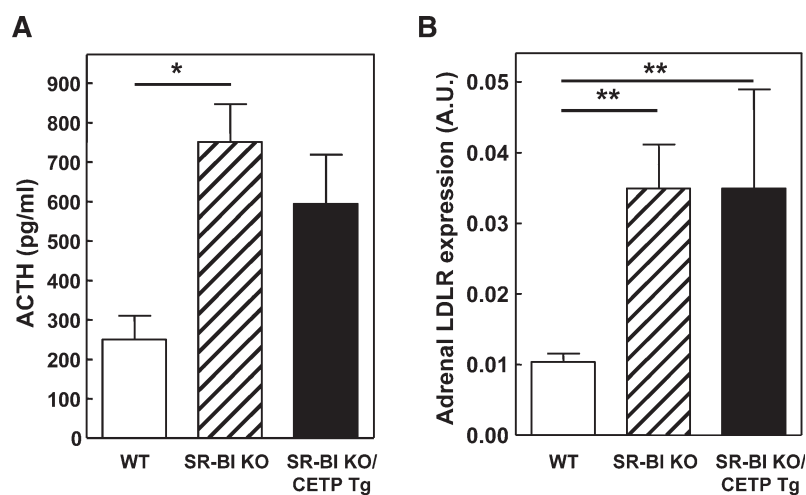 A
ACTH (pg/ml)
900
800
700
600
500
400
300
200
100
0
*
WT
SR-BI KO
SR-BI KO/
CETP Tg
B
Adrenal LDLR expression (A.U.)
0.05
0.04
0.03
0.02
0.01
0.00
**
**
WT
SR-BI KO
SR-BI KO/
CETP Tg